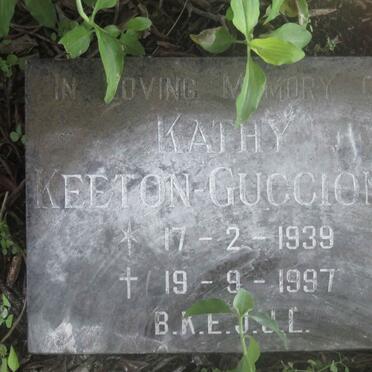 IN LOVING MEMORY O
KATHY
KEETON-GUCCION
* 17 - 2 - 1939
† 19 - 9 - 1997
B.K.E.J.J.E.